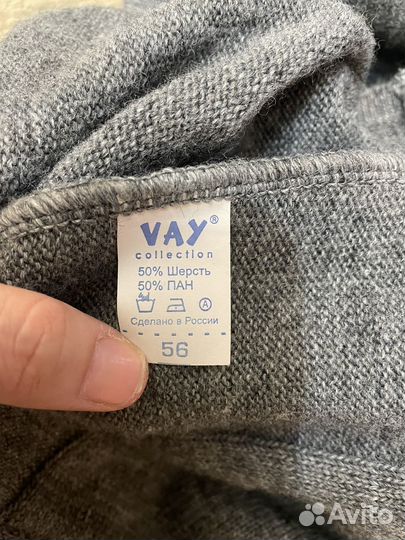 VAY®
collection
50% Шерсть
50% ПАН
A
Сделано в России
56
Avito